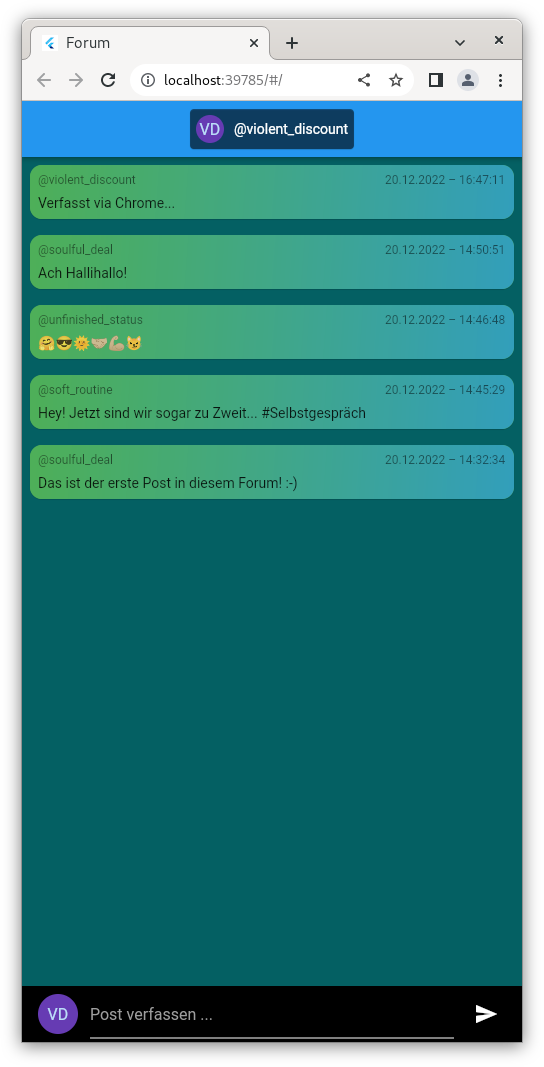 Forum
localhost:39785/#/
VD @violent_discount
@violent_discount 20.12.2022 – 16:47:11
Verfasst via Chrome...
@soulful_deal 20.12.2022 – 14:50:51
Ach Hallihallo!
@unfinished_status 20.12.2022 – 14:46:48
🤗😎🌞🤝💪😼
@soft_routine 20.12.2022 – 14:45:29
Hey! Jetzt sind wir sogar zu Zweit... #Selbstgespräch
@soulful_deal 20.12.2022 – 14:32:34
Das ist der erste Post in diesem Forum! :-)
VD Post verfassen ...